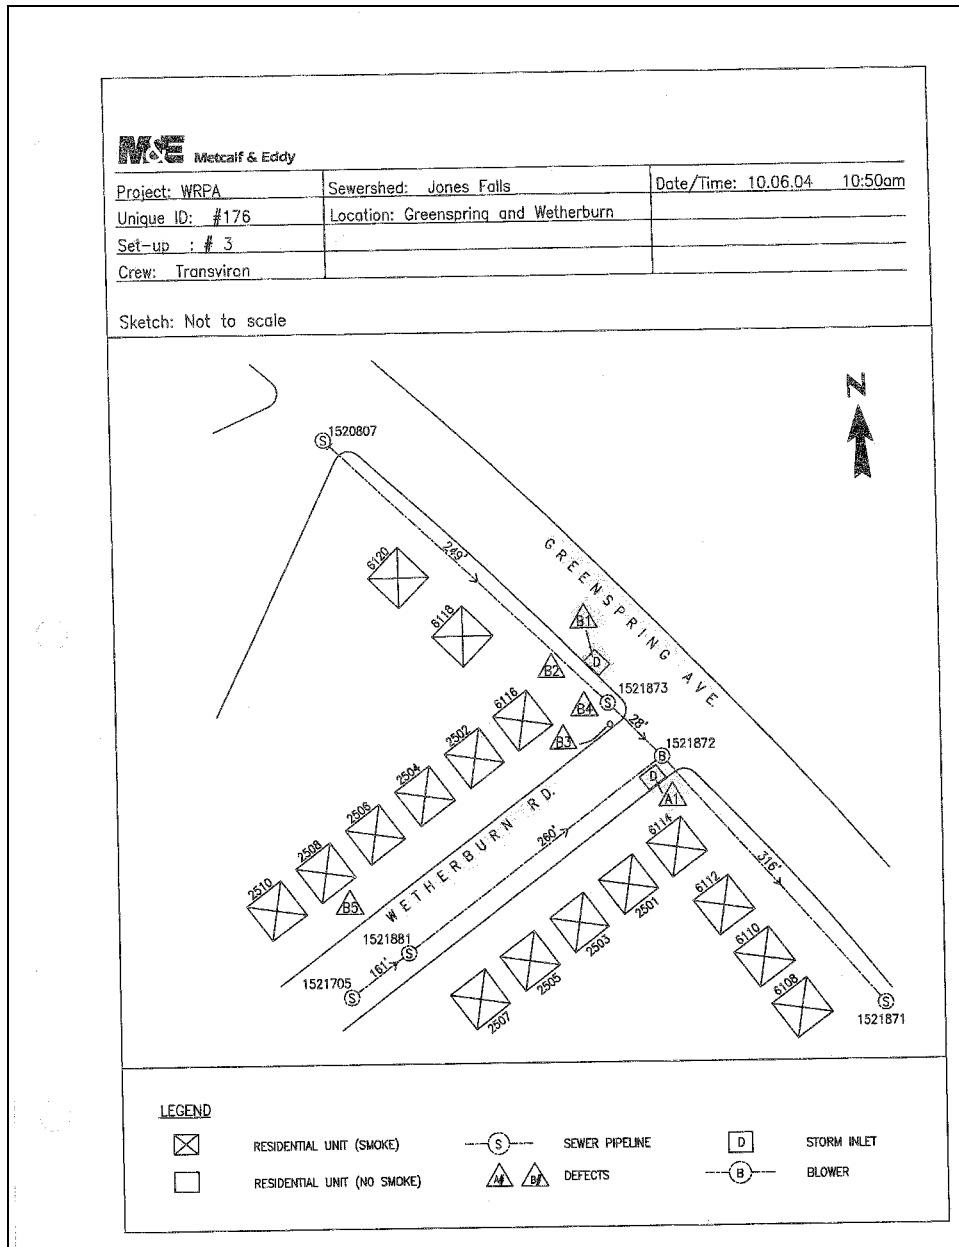 M&E Metcalf & Eddy
Project: WRPA Sewershed: Jones Falls Date/Time: 10.06.04 10:50am
Unique ID: #176 Location: Greenspring and Wetherburn
Set-up : # 3
Crew: Transviron
Sketch: Not to scale
N
S 1520807
249'
6120
6118
GREENSPRING AVE.
B1
D
B2
S 1521873
6116
B4
28'
B3
1521872
B
2502
D
A1
2504
6114
2506
WETHERBURN RD.
260'
316'
2508
2510
B5
2501
6112
2503
6110
1521881
S
2505
6108
161'
1521705
S
2507
S
1521871
LEGEND
RESIDENTIAL UNIT (SMOKE) S SEWER PIPELINE D STORM INLET
RESIDENTIAL UNIT (NO SMOKE) A# B# DEFECTS B BLOWER